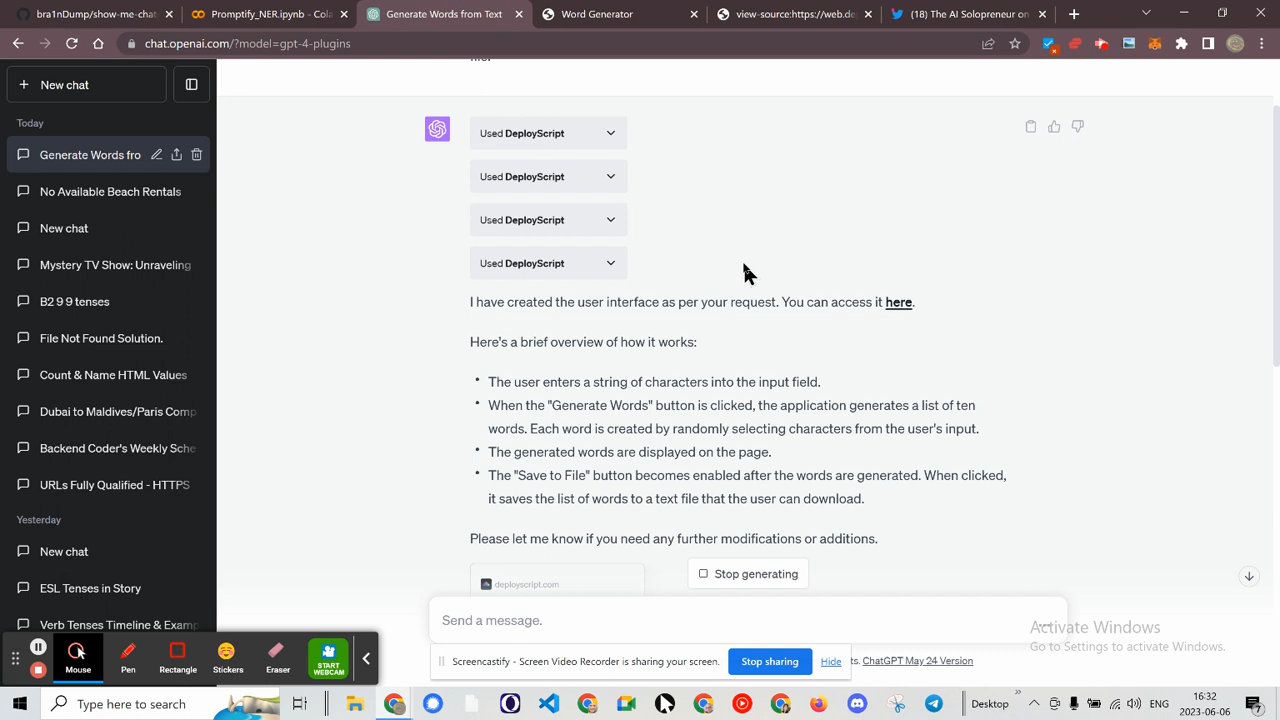 br1ann/text-me-chat
Promptify_NER.ipynb - Cola
Generate Words from Text
Word Generator
view-source:https://web.de
(18) The AI Solopreneur on
chat.openai.com/?model=gpt-4-plugins
New chat
Today
Generate Words fro
No Available Beach Rentals
New chat
Mystery TV Show: Unraveling
B2 9 9 tenses
File Not Found Solution.
Count & Name HTML Values
Dubai to Maldives/Paris Comp
Backend Coder's Weekly Sche
URLs Fully Qualified - HTTPS
Yesterday
New chat
ESL Tenses in Story
Verb Tenses Timeline & Examp
file.
Used DeployScript
Used DeployScript
Used DeployScript
Used DeployScript
I have created the user interface as per your request. You can access it here.
Here's a brief overview of how it works:
• The user enters a string of characters into the input field.
• When the "Generate Words" button is clicked, the application generates a list of ten
words. Each word is created by randomly selecting characters from the user's input.
• The generated words are displayed on the page.
• The "Save to File" button becomes enabled after the words are generated. When clicked,
it saves the list of words to a text file that the user can download.
Please let me know if you need any further modifications or additions.
deployscript.com
Stop generating
Send a message.
Activate Windows
Go to Settings to activate Windows.
Mouse
Pen
Rectangle
Stickers
Eraser
START
WEBCAM
Screencastify - Screen Video Recorder is sharing your screen.
Stop sharing
Hide
ts. ChatGPT May 24 Version
Type here to search
Desktop
ENG
16:32
2023-06-06
7